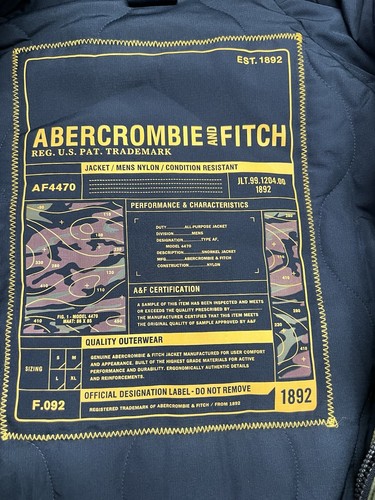 EST. 1892
ABERCROMBIE AND FITCH
REG. U.S. PAT. TRADEMARK
JACKET / MENS NYLON / CONDITION RESISTANT
AF4470
JLT.99.1204.00
1892
PERFORMANCE & CHARACTERISTICS
DUTY ALL-PURPOSE JACKET
DIVISION MENS
DESIGNATION TYPE AF,
MODEL 4470
DESCRIPTION SNORKEL JACKET
MFG. ABERCROMBIE & FITCH
CONSTRUCTION NYLON
FIG. 1 - MODEL 4470
A&F CERTIFICATION
A SAMPLE OF THIS ITEM HAS BEEN INSPECTED AND MEETS
OR EXCEEDS THE QUALITY PRESCRIBED BY
THE MANUFACTURER CERTIFIES THAT THIS ITEM MEETS
THE ORIGINAL QUALITY OF SAMPLE APPROVED BY A&F
QUALITY OUTERWEAR
SIZING
S M
L XL
GENUINE ABERCROMBIE & FITCH JACKET MANUFACTURED FOR USER COMFORT
AND APPEARANCE. BUILT OF THE HIGHEST GRADE MATERIALS FOR ACTIVE
PERFORMANCE AND DURABILITY. ERGONOMICALLY AUTHENTIC DETAILS
AND REINFORCEMENTS.
F.092
OFFICIAL DESIGNATION LABEL - DO NOT REMOVE
REGISTERED TRADEMARK OF ABERCROMBIE & FITCH / FROM 1892
1892